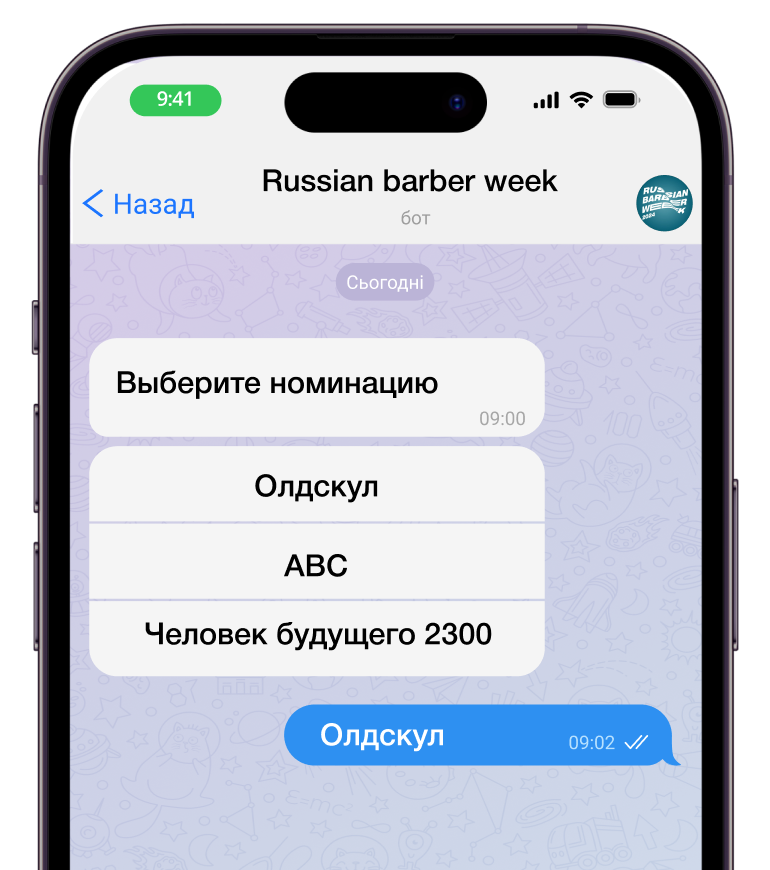 9:41
Назад
Russian barber week
бот
RUSSIAN
BARBER
WEEK
2024
Сьогодні
Выберите номинацию
09:00
Олдскул
АВС
Человек будущего 2300
Олдскул
09:02